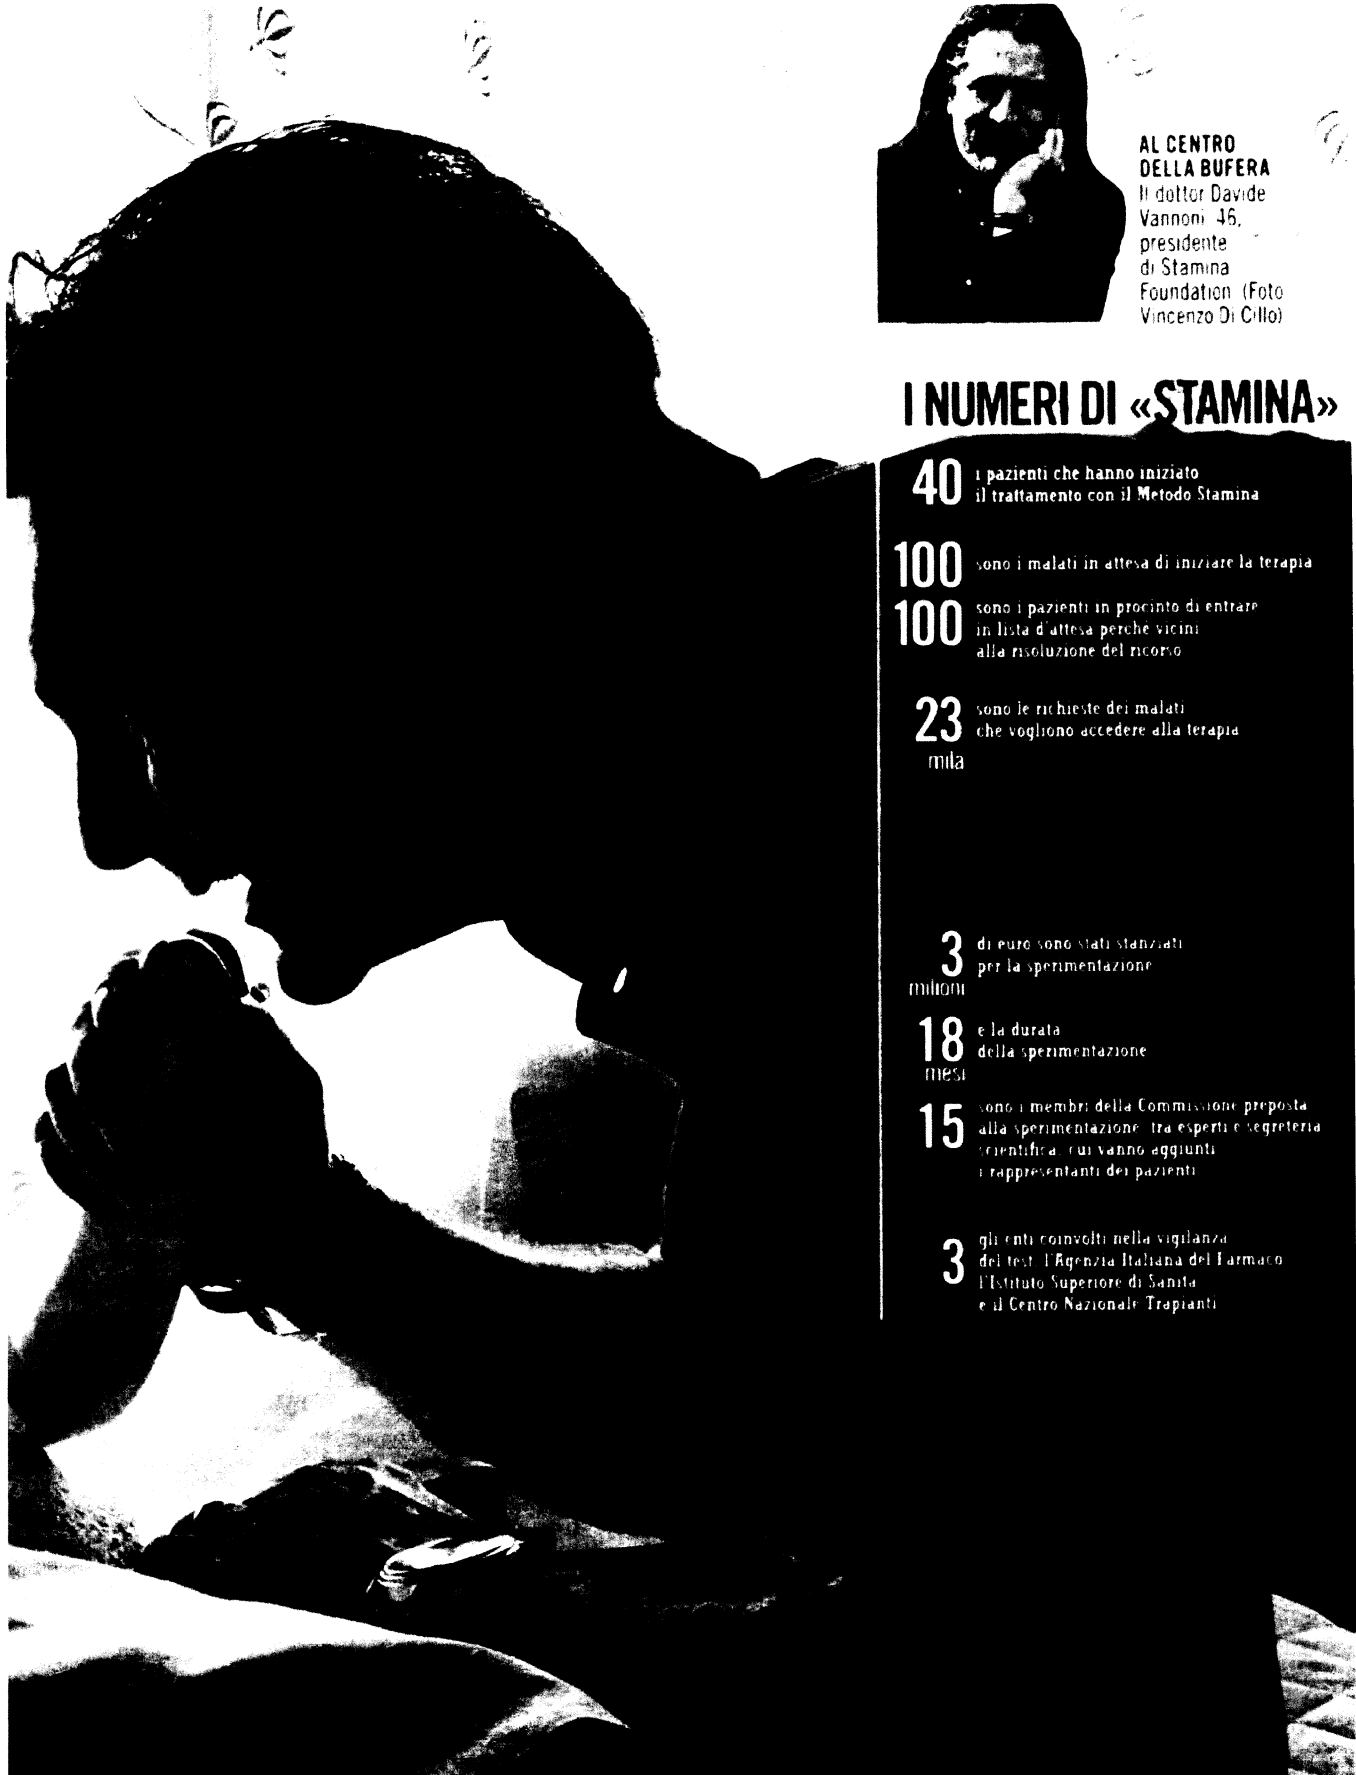 AL CENTRO
DELLA BUFERA
Il dottor Davide
Vannoni 46,
presidente
di Stamina
Foundation (Foto
Vincenzo Di Cillo)
I NUMERI DI «STAMINA»
40 i pazienti che hanno iniziato
il trattamento con il Metodo Stamina
100 sono i malati in attesa di iniziare la terapia
100 sono i pazienti in procinto di entrare
in lista d'attesa perché vicini
alla risoluzione del ricorso
23 mila sono le richieste dei malati
che vogliono accedere alla terapia
3 milioni di euro sono stati stanziati
per la sperimentazione
18 mesi e la durata
della sperimentazione
15 sono i membri della Commissione preposta
alla sperimentazione tra esperti e segreteria
scientifica, cui vanno aggiunti
i rappresentanti dei pazienti
3 gli enti coinvolti nella vigilanza
del test l'Agenzia Italiana del Farmaco
l'Istituto Superiore di Sanita
e il Centro Nazionale Trapianti